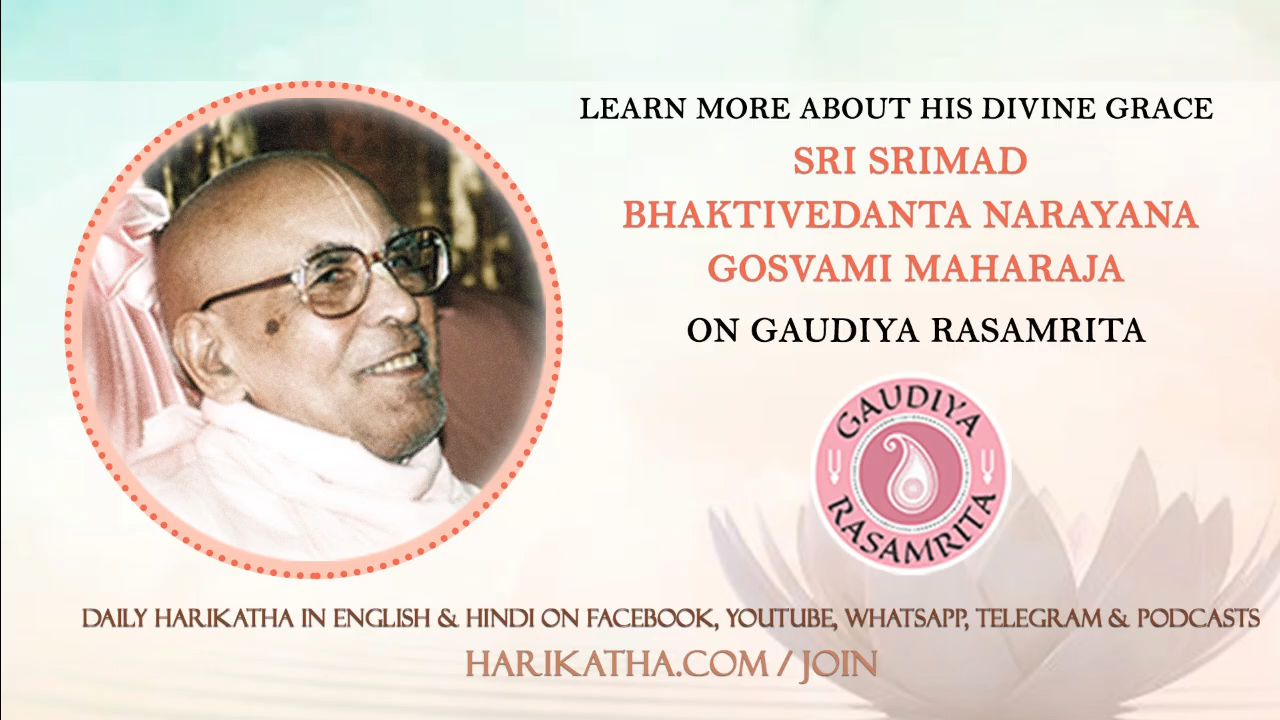 LEARN MORE ABOUT HIS DIVINE GRACE
SRI SRIMAD
BHAKTIVEDANTA NARAYANA
GOSVAMI MAHARAJA
ON GAUDIYA RASAMRITA
GAUDIYA
RASAMRITA
DAILY HARIKATHA IN ENGLISH & HINDI ON FACEBOOK, YOUTUBE, WHATSAPP, TELEGRAM & PODCASTS
HARIKATHA.COM / JOIN